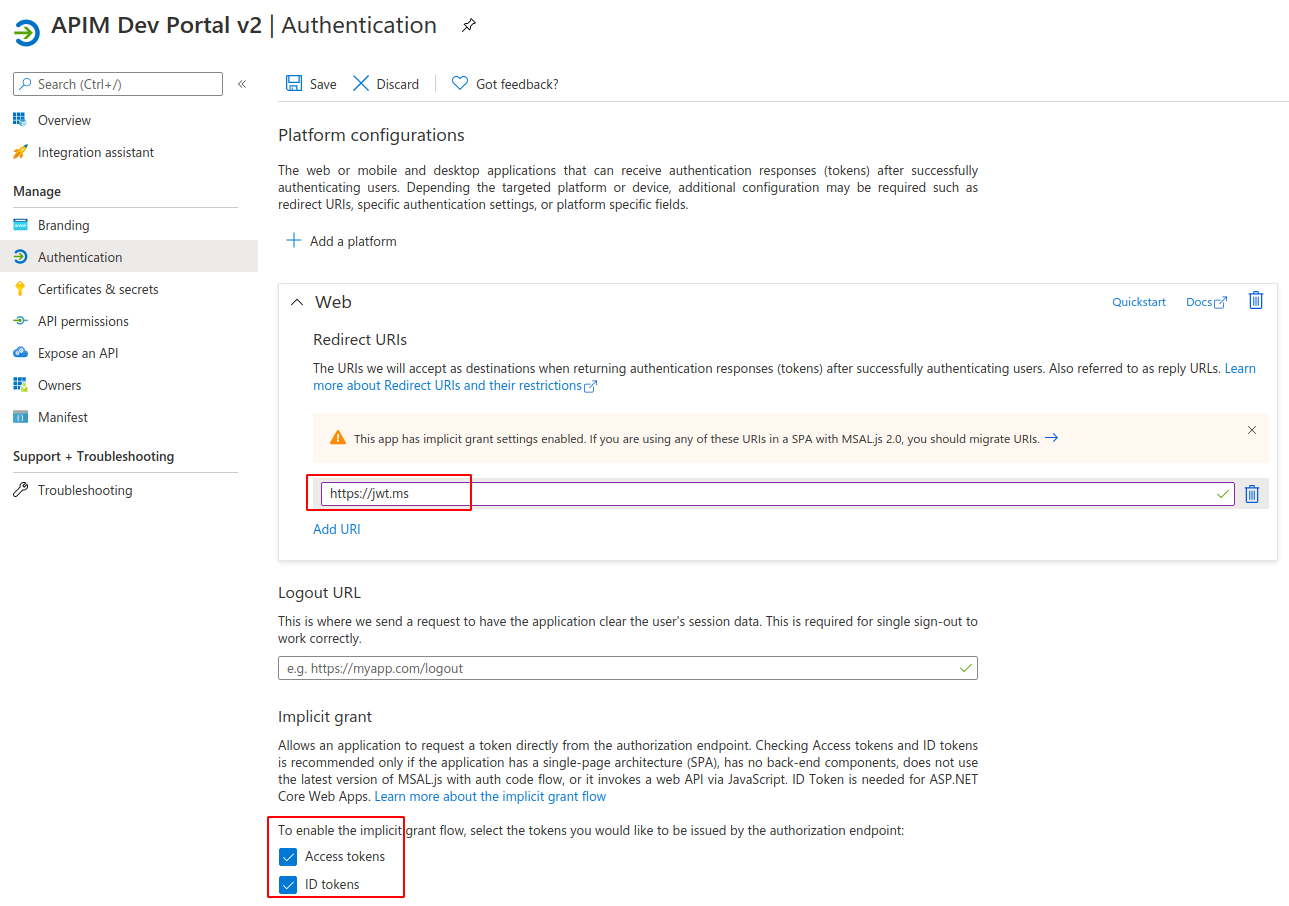 APIM Dev Portal v2 | Authentication
Search (Ctrl+/)
«
Overview
Integration assistant
Manage
Branding
Authentication
Certificates & secrets
API permissions
Expose an API
Owners
Manifest
Support + Troubleshooting
Troubleshooting
Save
Discard
Got feedback?
Platform configurations
The web or mobile and desktop applications that can receive authentication responses (tokens) after successfully
authenticating users. Depending the targeted platform or device, additional configuration may be required such as
redirect URIs, specific authentication settings, or platform specific fields.
Add a platform
Web
Quickstart
Docs
Redirect URIs
The URIs we will accept as destinations when returning authentication responses (tokens) after successfully authenticating users. Also referred to as reply URLs. Learn
more about Redirect URIs and their restrictions
This app has implicit grant settings enabled. If you are using any of these URIs in a SPA with MSAL.js 2.0, you should migrate URIs.
https://jwt.ms
Add URI
Logout URL
This is where we send a request to have the application clear the user's session data. This is required for single sign-out to
work correctly.
e.g. https://myapp.com/logout
Implicit grant
Allows an application to request a token directly from the authorization endpoint. Checking Access tokens and ID tokens
is recommended only if the application has a single-page architecture (SPA), has no back-end components, does not use
the latest version of MSAL.js with auth code flow, or it invokes a web API via JavaScript. ID Token is needed for ASP.NET
Core Web Apps. Learn more about the implicit grant flow
To enable the implicit grant flow, select the tokens you would like to be issued by the authorization endpoint:
Access tokens
ID tokens